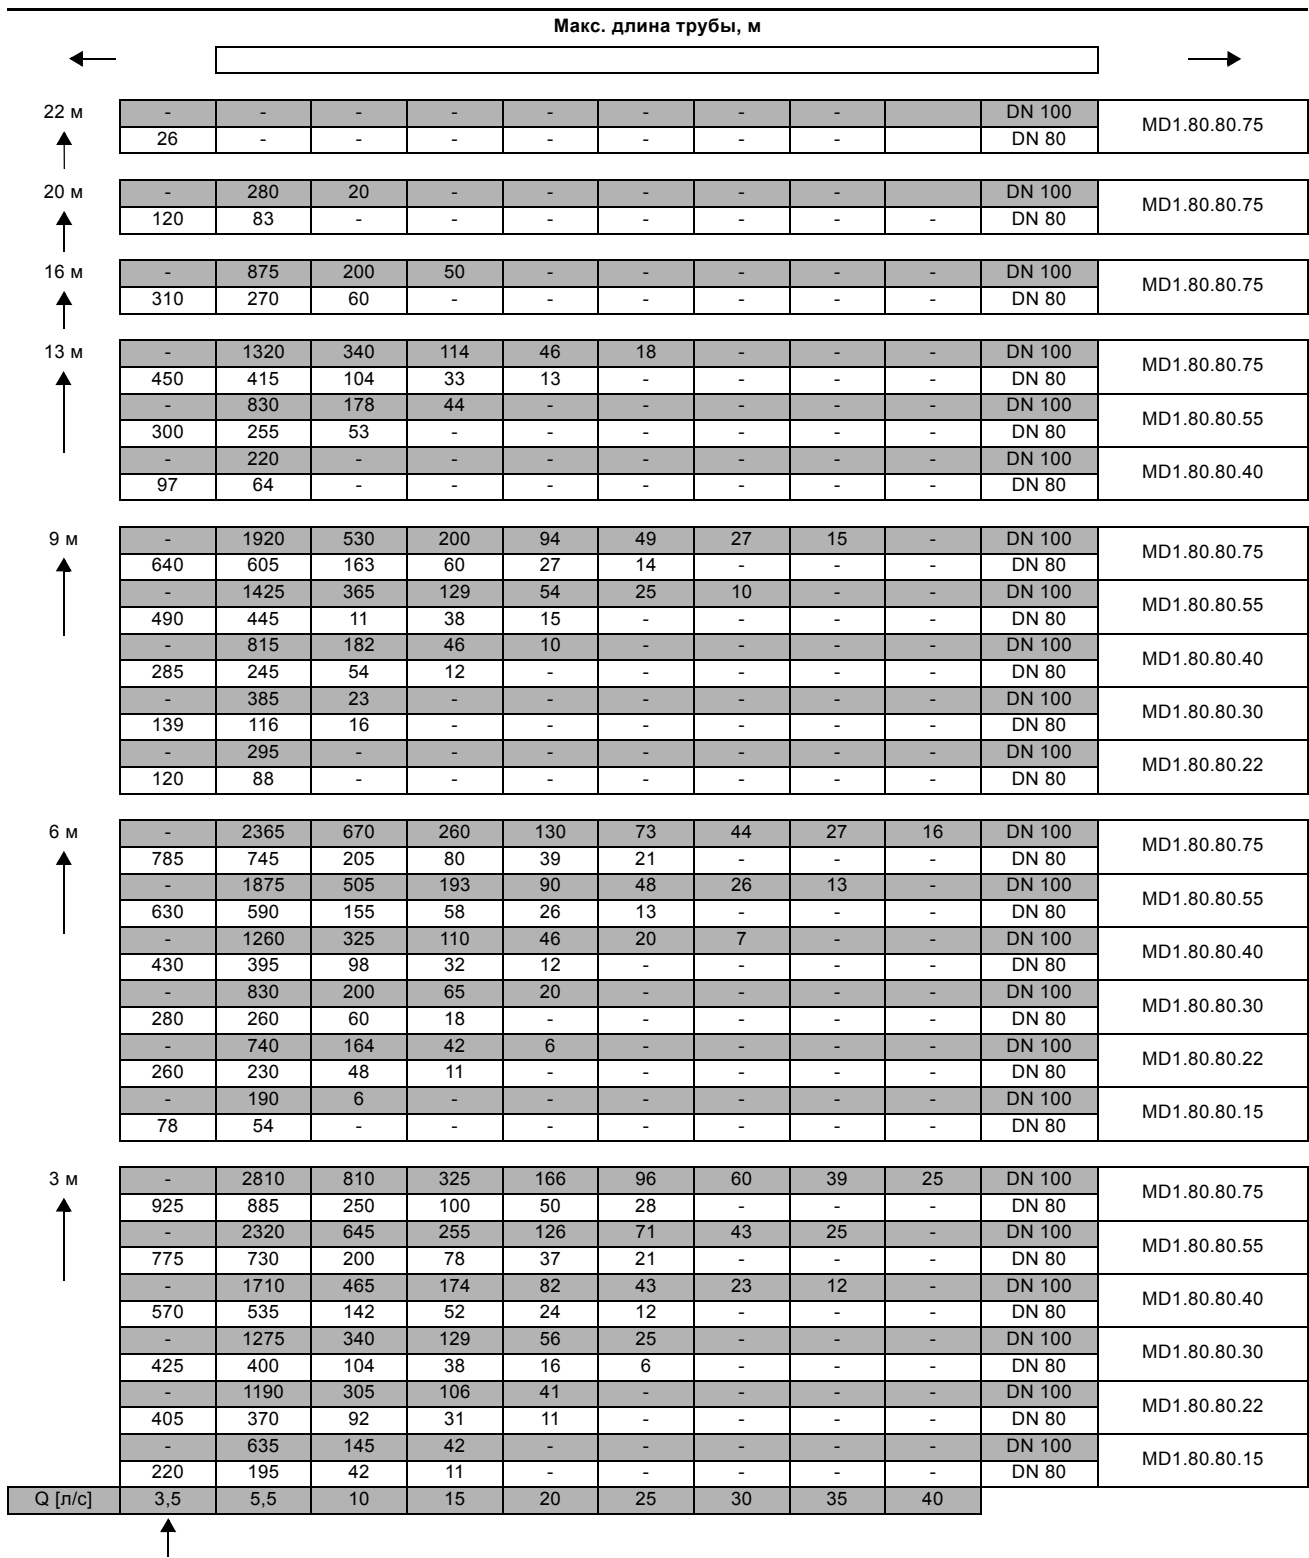 Макс. длина трубы, м
22 м - - - - - - - - DN 100 MD1.80.80.75
26 - - - - - - - DN 80
20 м - 280 20 - - - - - DN 100 MD1.80.80.75
120 83 - - - - - - - DN 80
16 м - 875 200 50 - - - - - DN 100 MD1.80.80.75
310 270 60 - - - - - - DN 80
13 м - 1320 340 114 46 18 - - - DN 100 MD1.80.80.75
450 415 104 33 13 - - - - DN 80
- 830 178 44 - - - - - DN 100 MD1.80.80.55
300 255 53 - - - - - - DN 80
- 220 - - - - - - - DN 100 MD1.80.80.40
97 64 - - - - - - - DN 80
9 м - 1920 530 200 94 49 27 15 - DN 100 MD1.80.80.75
640 605 163 60 27 14 - - - DN 80
- 1425 365 129 54 25 10 - - DN 100 MD1.80.80.55
490 445 11 38 15 - - - - DN 80
- 815 182 46 10 - - - - DN 100 MD1.80.80.40
285 245 54 12 - - - - - DN 80
- 385 23 - - - - - - DN 100 MD1.80.80.30
139 116 16 - - - - - - DN 80
- 295 - - - - - - - DN 100 MD1.80.80.22
120 88 - - - - - - - DN 80
6 м - 2365 670 260 130 73 44 27 16 DN 100 MD1.80.80.75
785 745 205 80 39 21 - - - DN 80
- 1875 505 193 90 48 26 13 - DN 100 MD1.80.80.55
630 590 155 58 26 13 - - - DN 80
- 1260 325 110 46 20 7 - - DN 100 MD1.80.80.40
430 395 98 32 12 - - - - DN 80
- 830 200 65 20 - - - - DN 100 MD1.80.80.30
280 260 60 18 - - - - - DN 80
- 740 164 42 6 - - - - DN 100 MD1.80.80.22
260 230 48 11 - - - - - DN 80
- 190 6 - - - - - - DN 100 MD1.80.80.15
78 54 - - - - - - - DN 80
3 м - 2810 810 325 166 96 60 39 25 DN 100 MD1.80.80.75
925 885 250 100 50 28 - - - DN 80
- 2320 645 255 126 71 43 25 - DN 100 MD1.80.80.55
775 730 200 78 37 21 - - - DN 80
- 1710 465 174 82 43 23 12 - DN 100 MD1.80.80.40
570 535 142 52 24 12 - - - DN 80
- 1275 340 129 56 25 - - - DN 100 MD1.80.80.30
425 400 104 38 16 6 - - - DN 80
- 1190 305 106 41 - - - - DN 100 MD1.80.80.22
405 370 92 31 11 - - - - DN 80
- 635 145 42 - - - - - DN 100 MD1.80.80.15
220 195 42 11 - - - - - DN 80
Q [л/с] 3,5 5,5 10 15 20 25 30 35 40